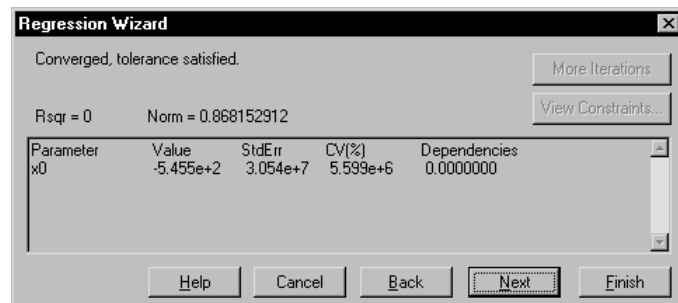 Regression Wizard
Converged, tolerance satisfied.
More Iterations
Rsqr = 0 Norm = 0.868152912
View Constraints...
Parameter Value StdErr CV(%) Dependencies
x0 -5.455e+2 3.054e+7 5.599e+6 0.0000000
Help Cancel Back Next Finish